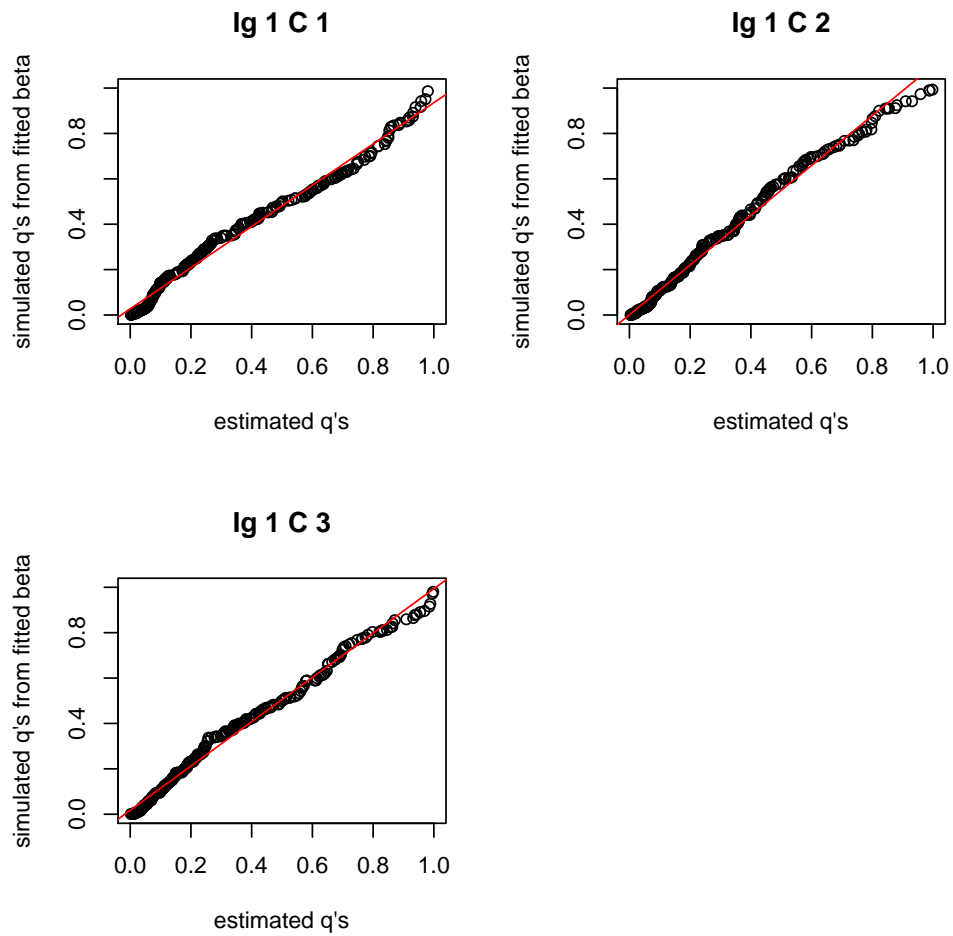 Ig 1 C 1
simulated q's from fitted beta
0.8
0.4
0.0
0.0 0.2 0.4 0.6 0.8 1.0
estimated q's
Ig 1 C 2
simulated q's from fitted beta
0.8
0.4
0.0
0.0 0.2 0.4 0.6 0.8 1.0
estimated q's
Ig 1 C 3
simulated q's from fitted beta
0.8
0.4
0.0
0.0 0.2 0.4 0.6 0.8 1.0
estimated q's